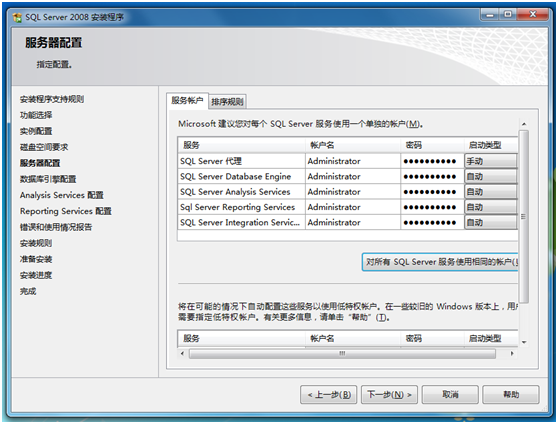 SQL Server 2008 安装程序
服务器配置
指定配置。
安装程序支持规则
功能选择
实例配置
磁盘空间要求
服务器配置
数据库引擎配置
Analysis Services 配置
Reporting Services 配置
错误和使用情况报告
安装规则
准备安装
安装进度
完成
服务帐户 排序规则
Microsoft 建议您对每个 SQL Server 服务使用一个单独的帐户(M)。
服务 帐户名 密码 启动类型
SQL Server 代理 Administrator ●●●●●●●●●● 手动
SQL Server Database Engine Administrator ●●●●●●●●●● 自动
SQL Server Analysis Services Administrator ●●●●●●●●●● 自动
Sql Server Reporting Services Administrator ●●●●●●●●●● 自动
SQL Server Integration Servic... Administrator ●●●●●●●●●● 自动
对所有 SQL Server 服务使用相同的帐户(
将在可能的情况下自动配置这些服务以使用低特权帐户。在一些较旧的 Windows 版本上，用户
需要指定低特权帐户。有关更多信息，请单击“帮助”(T)。
服务 帐户名 密码 启动类型
< 上一步(B) 下一步(N) > 取消 帮助